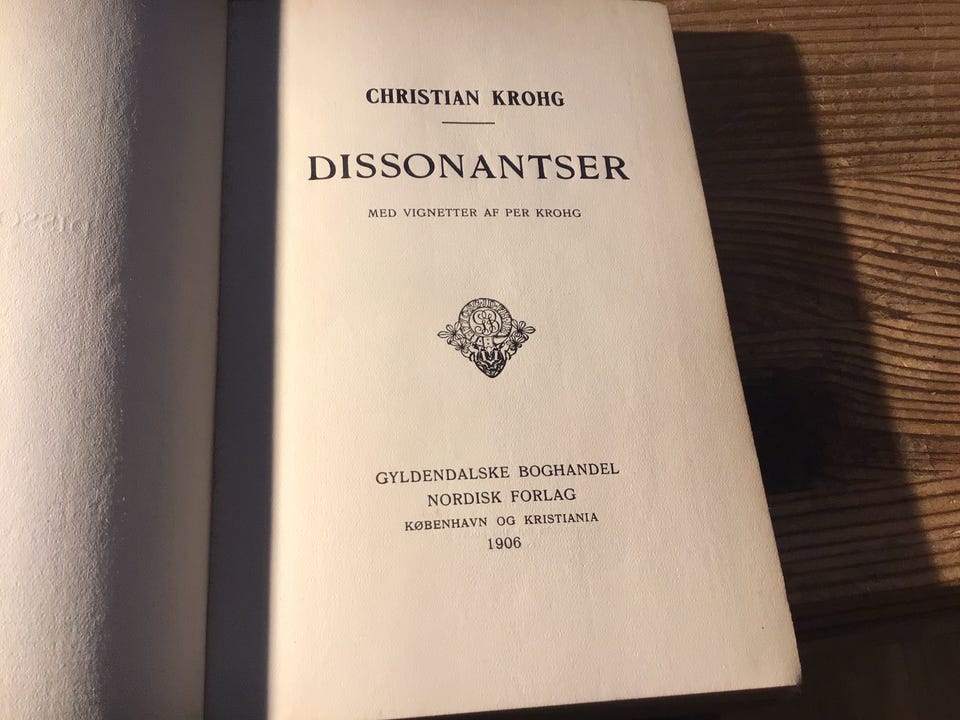 CHRISTIAN KROHG
DISSONANTSER
MED VIGNETTER AF PER KROHG
GYLDENDALSKE BOGHANDEL
NORDISK FORLAG
KØBENHAVN OG KRISTIANIA
1906